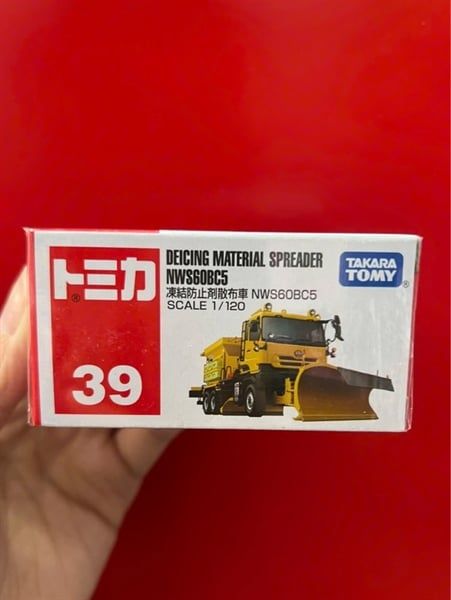 トミカ
®
39
DEICING MATERIAL SPREADER
NWS60BC5
凍結防止剤散布車 NWS60BC5
SCALE 1/120
TAKARA
TOMY
®